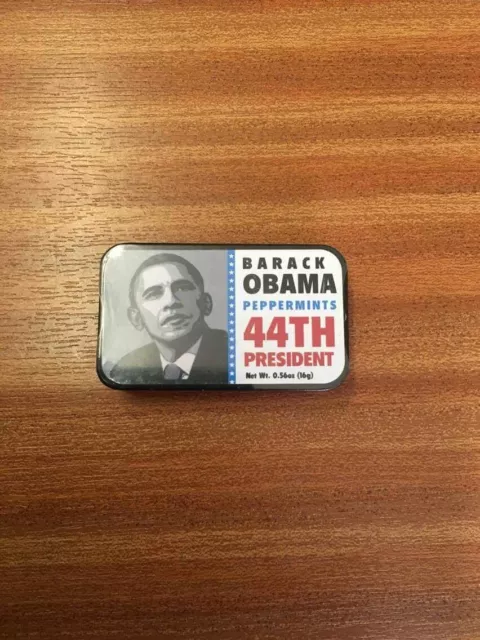 BARACK
OBAMA
PEPPERMINTS
44TH
PRESIDENT
Net Wt. 0.56oz (16g)